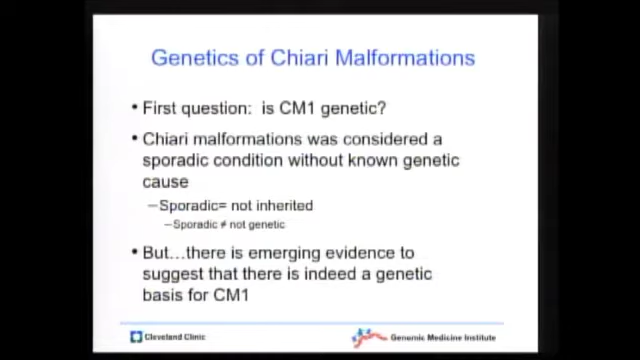 Genetics of Chiari Malformations
• First question: is CM1 genetic?
• Chiari malformations was considered a
sporadic condition without known genetic
cause
–Sporadic= not inherited
–Sporadic ≠ not genetic
• But…there is emerging evidence to
suggest that there is indeed a genetic
basis for CM1
Cleveland Clinic
Genomic Medicine Institute